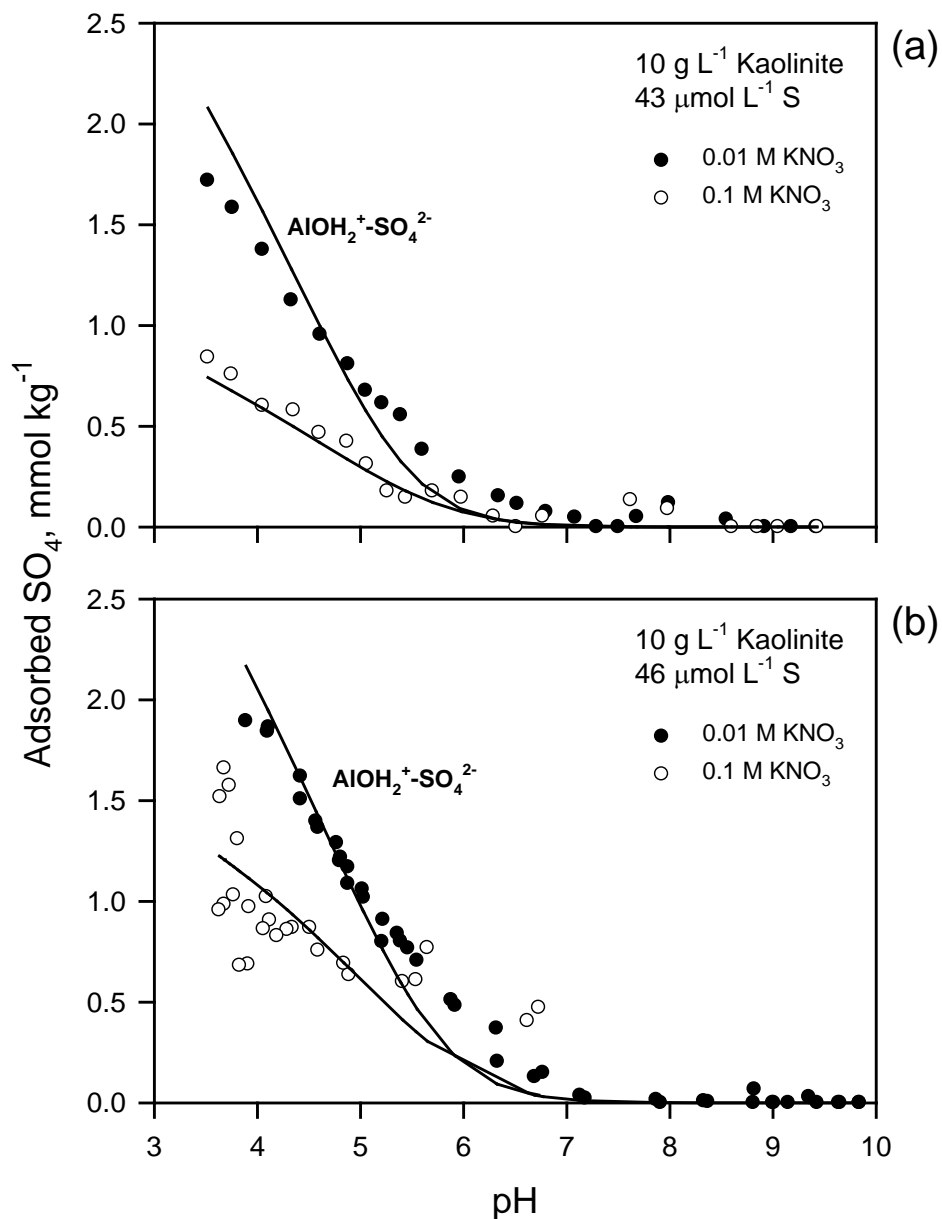 (a)
2.5
2.0
1.5
1.0
0.5
0.0
10 g L⁻¹ Kaolinite
43 μmol L⁻¹ S
0.01 M KNO₃
0.1 M KNO₃
AlOH₂⁺-SO₄²⁻
Adsorbed SO₄, mmol kg⁻¹
(b)
2.5
2.0
1.5
1.0
0.5
0.0
10 g L⁻¹ Kaolinite
46 μmol L⁻¹ S
0.01 M KNO₃
0.1 M KNO₃
AlOH₂⁺-SO₄²⁻
3 4 5 6 7 8 9 10
pH